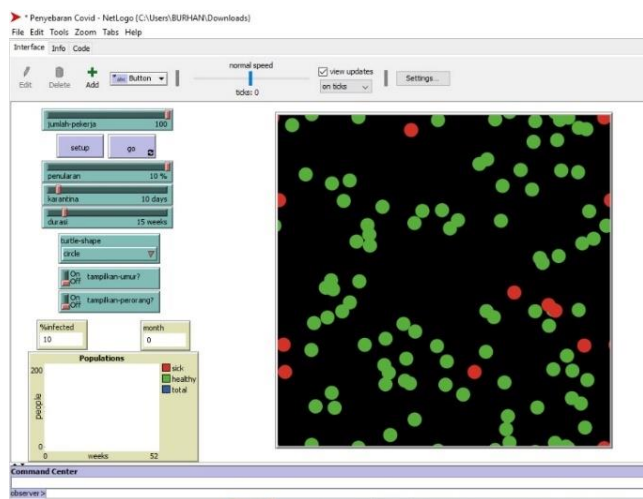 * Penyebaran Covid - NetLogo {C:\Users\BURHAN\Downloads}
File Edit Tools Zoom Tabs Help
Interface Info Code
Edit Delete Add abc Button normal speed view updates Settings...
ticks: 0 on ticks
jumlah-pekerja 100
setup go
penularan 10 %
karantina 10 days
durasi 15 weeks
turtle-shape
circle
On Off tampilkan-umur?
On Off tampilkan-perorang?
%infected month
10 0
Populations
200 people 0
0 weeks 52
sick
healthy
total
Command Center
observer>